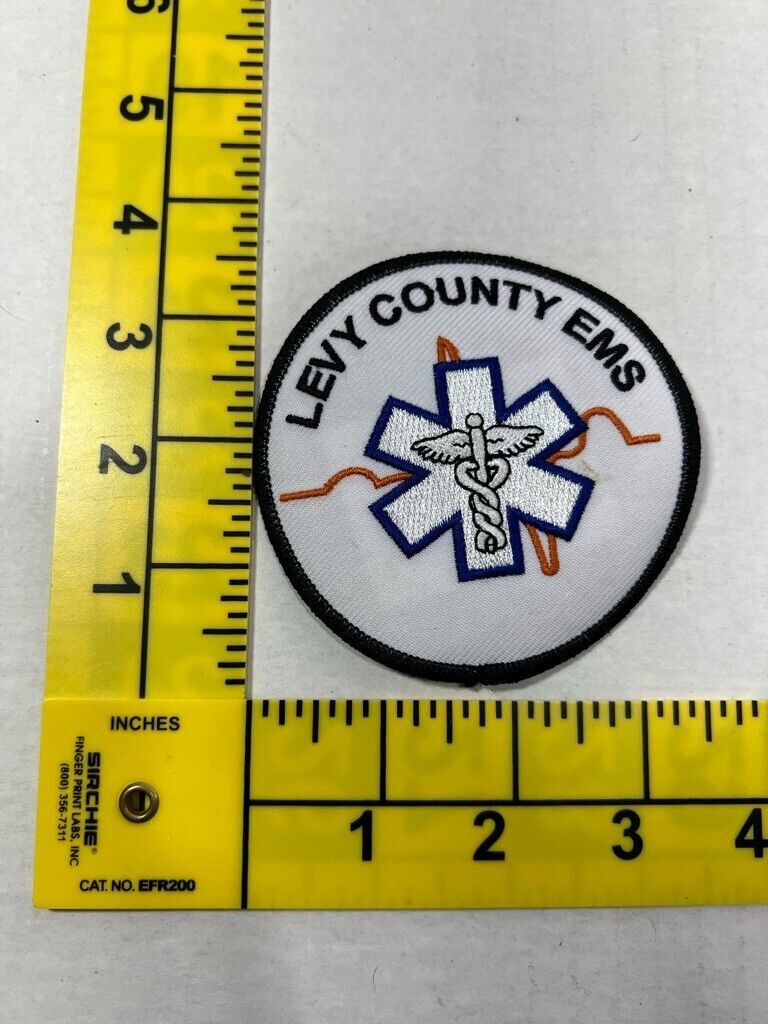 6
5
4
3
2
1
LEVY COUNTY EMS
INCHES
SIRCHIE®
FINGER PRINT LABS, INC
(800) 356-7311
CAT. NO. EFR200
1 2 3 4